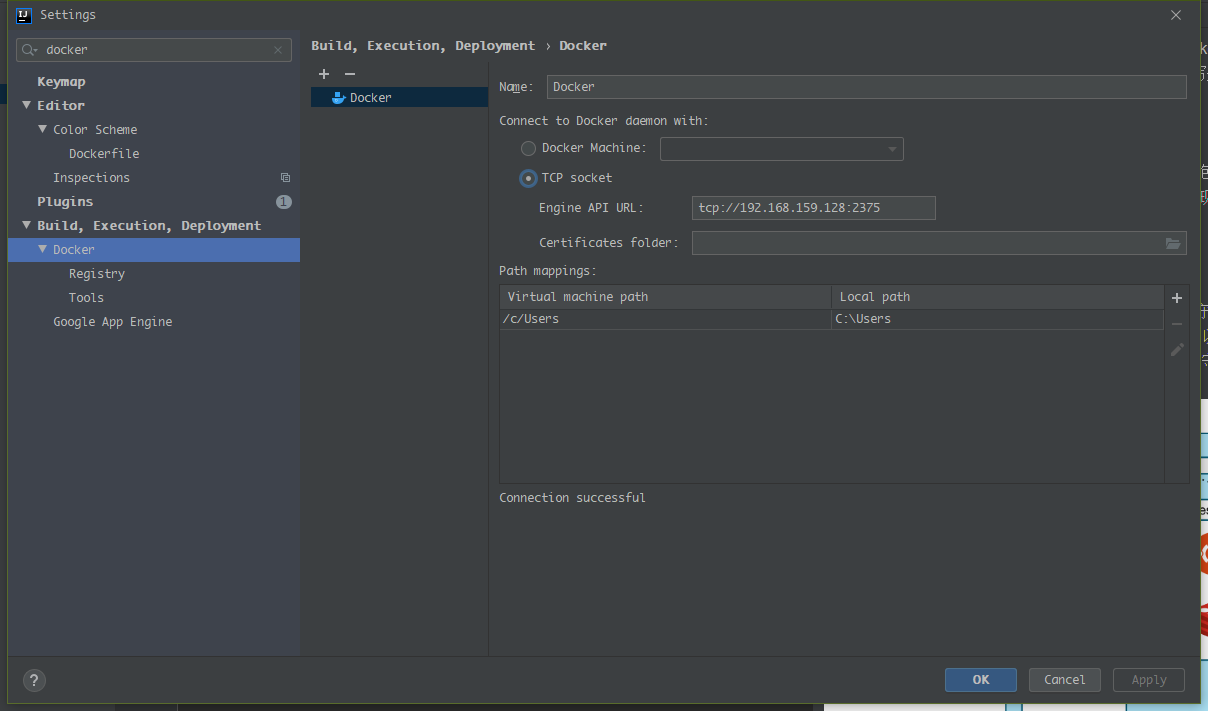 Settings
docker
Keymap
Editor
Color Scheme
Dockerfile
Inspections
Plugins 1
Build, Execution, Deployment
Docker
Registry
Tools
Google App Engine
Build, Execution, Deployment › Docker
Docker
Name: Docker
Connect to Docker daemon with:
Docker Machine:
TCP socket
Engine API URL: tcp://192.168.159.128:2375
Certificates folder:
Path mappings:
Virtual machine path Local path
/c/Users C:\Users
Connection successful
?
OK Cancel Apply